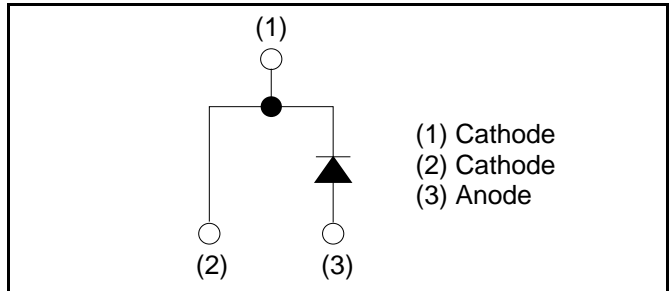 (1)
(1) Cathode
(2) Cathode
(3) Anode
(2) (3)